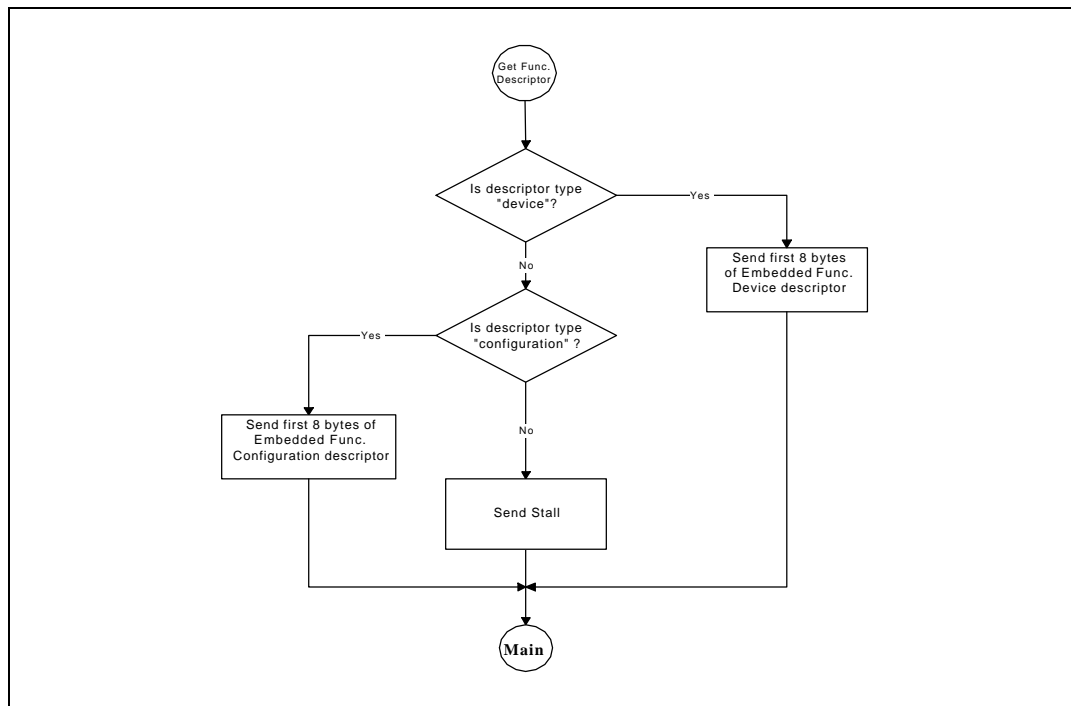 Get Func.
Descriptor
Is descriptor type
"device"?
Yes
No
Send first 8 bytes
of Embedded Func.
Device descriptor
Is descriptor type
"configuration" ?
Yes
No
Send first 8 bytes of
Embedded Func.
Configuration descriptor
Send Stall
Main